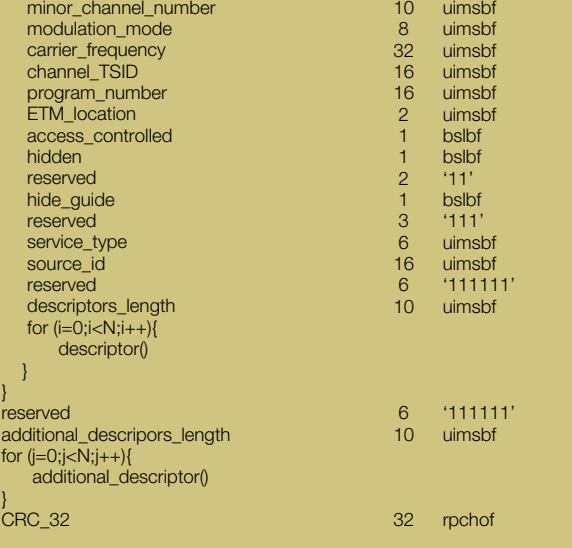 minor_channel_number 10 uimsbf
modulation_mode 8 uimsbf
carrier_frequency 32 uimsbf
channel_TSID 16 uimsbf
program_number 16 uimsbf
ETM_location 2 uimsbf
access_controlled 1 bslbf
hidden 1 bslbf
reserved 2 ‘11’
hide_guide 1 bslbf
reserved 3 ‘111’
service_type 6 uimsbf
source_id 16 uimsbf
reserved 6 ‘111111’
descriptors_length 10 uimsbf
for (i=0;i<N;i++){
descriptor()
}
}
reserved 6 ‘111111’
additional_descripors_length 10 uimsbf
for (j=0;j<N;j++){
additional_descriptor()
}
CRC_32 32 rpchof